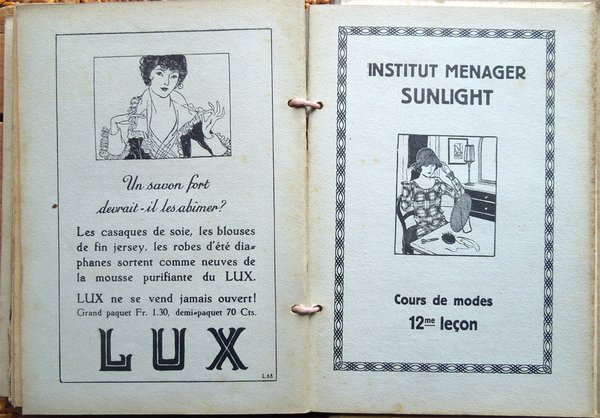 Un savon fort
devrait-il les abimer?
Les casaques de soie, les blouses
de fin jersey, les robes d'été dia-
phanes sortent comme neuves de
la mousse purifiante du LUX.
LUX ne se vend jamais ouvert!
Grand paquet Fr. 1.30, demi-paquet 70 Cts.
LUX
L.68
INSTITUT MENAGER
SUNLIGHT
Cours de modes
12me leçon